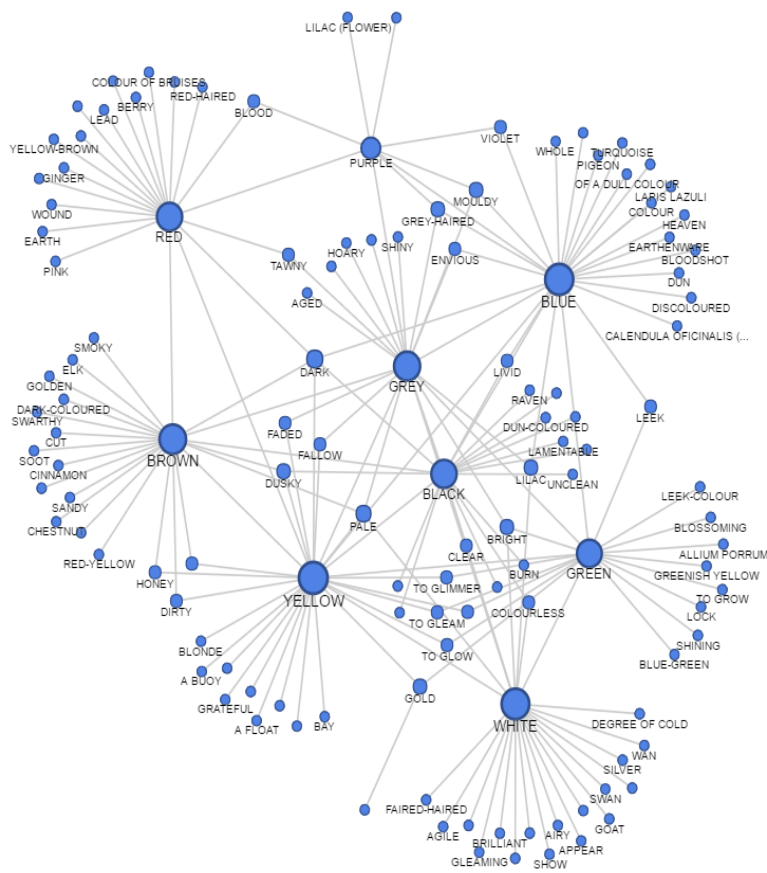 LILAC (FLOWER)
COLOUR OF BRUISES
RED-HAIRED
BERRY
BLOOD
LEAD
VIOLET
YELLOW-BROWN
PURPLE
WHOLE
TURQUOISE
PIGEON
GINGER
OF A DULL COLOUR
LAPIS LAZULI
MOULDY
WOUND
GREY-HAIRED
COLOUR
HEAVEN
EARTH
RED
HOARY
SHINY
ENVIOUS
EARTHENWARE
BLOODSHOT
PINK
TAWNY
DUN
AGED
BLUE
DISCOLOURED
CALENDULA OFICINALIS (...
SMOKY
ELK
DARK
GREY
LIVID
GOLDEN
RAVEN
DARK-COLOURED
SWARTHY
LEEK
CUT
FADED
DUN-COLOURED
SOOT
BROWN
FALLOW
LAMENTABLE
CINNAMON
DUSKY
BLACK
LILAC
UNCLEAN
LEEK-COLOUR
SANDY
CHESTNUT
PALE
BLOSSOMING
BRIGHT
RED-YELLOW
CLEAR
ALLIUM PORRUM
HONEY
BURN
GREEN
GREENISH YELLOW
YELLOW
TO GLIMMER
TO GROW
DIRTY
TO GLEAM
COLOURLESS
LOCK
BLONDE
TO GLOW
SHINING
A BUOY
BLUE-GREEN
GRATEFUL
GOLD
A FLOAT
BAY
WHITE
DEGREE OF COLD
WAN
SILVER
FAIRED-HAIRED
SWAN
AGILE
AIRY
GOAT
BRILLIANT
APPEAR
GLEAMING
SHOW